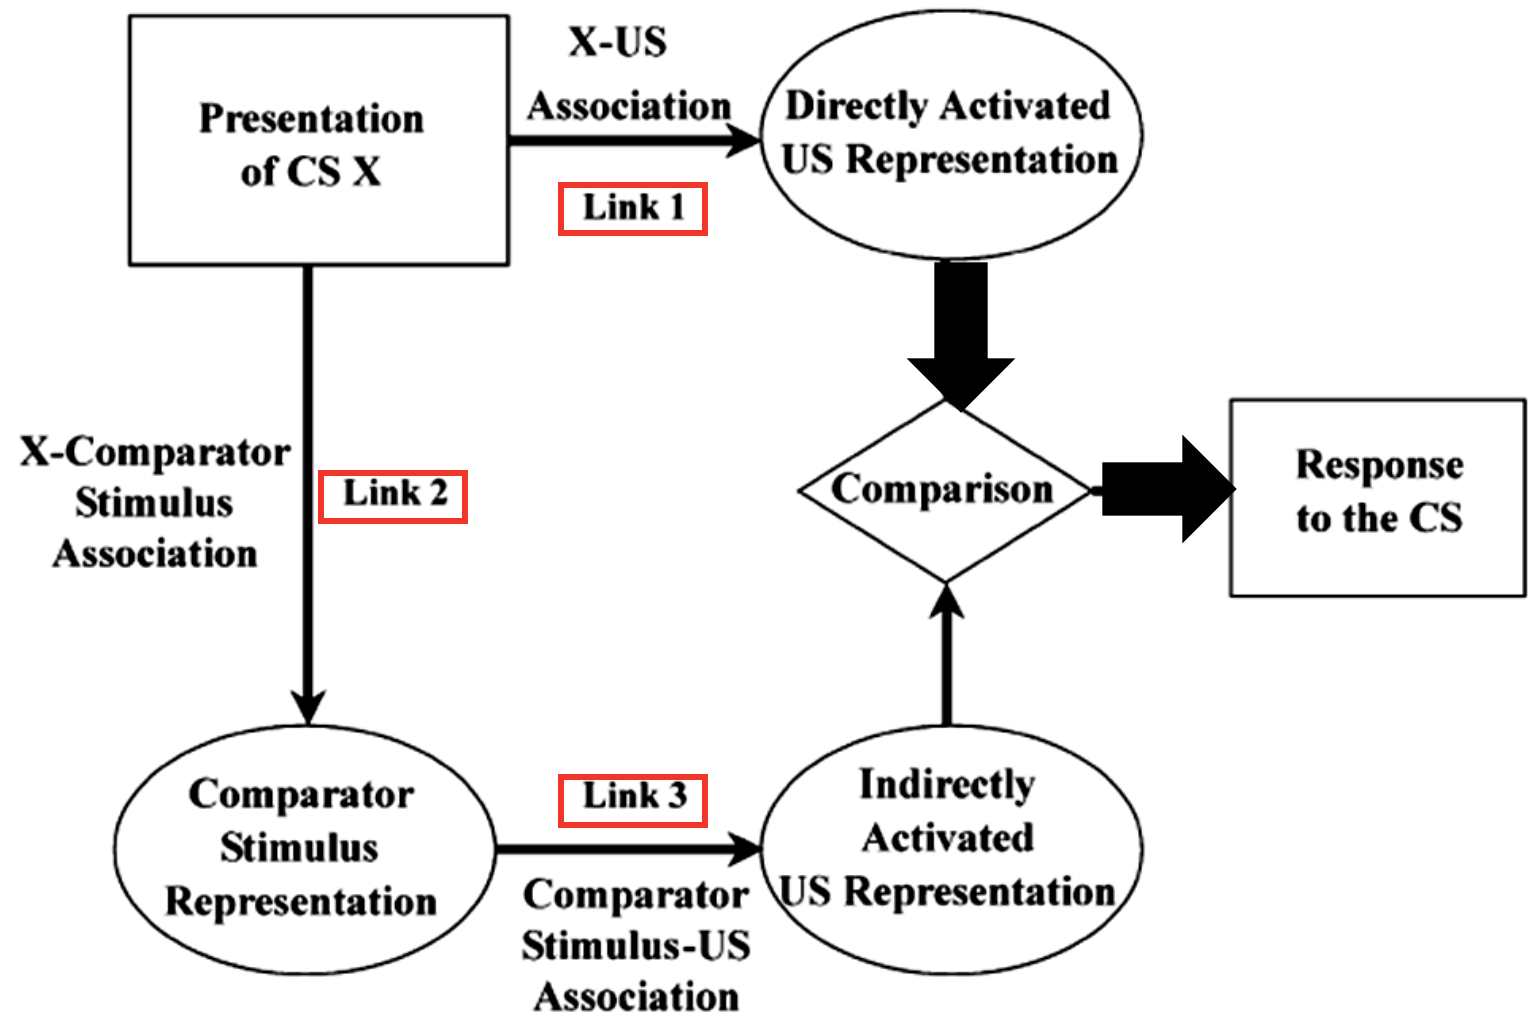 Presentation
of CS X
X-US
Association
Link 1
Directly Activated
US Representation
X-Comparator
Stimulus
Association
Link 2
Comparison
Response
to the CS
Comparator
Stimulus
Representation
Link 3
Comparator
Stimulus-US
Association
Indirectly
Activated
US Representation